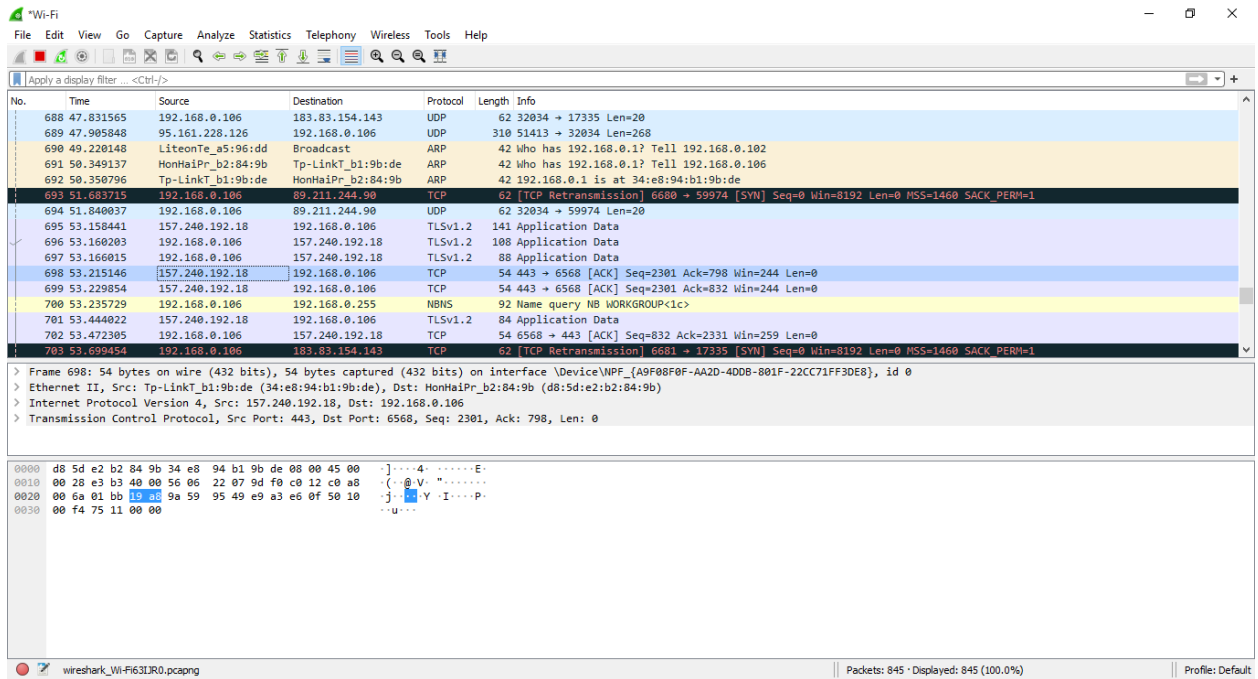 *Wi-Fi
File Edit View Go Capture Analyze Statistics Telephony Wireless Tools Help
Apply a display filter ... <Ctrl-/>
No. Time Source Destination Protocol Length Info
688 47.831565 192.168.0.106 183.83.154.143 UDP 62 32034 → 17335 Len=20
689 47.905848 95.161.228.126 192.168.0.106 UDP 310 51413 → 32034 Len=268
690 49.220148 LiteonTe_a5:96:dd Broadcast ARP 42 Who has 192.168.0.1? Tell 192.168.0.102
691 50.349137 HonHaiPr_b2:84:9b Tp-LinkT_b1:9b:de ARP 42 Who has 192.168.0.1? Tell 192.168.0.106
692 50.350796 Tp-LinkT_b1:9b:de HonHaiPr_b2:84:9b ARP 42 192.168.0.1 is at 34:e8:94:b1:9b:de
693 51.683715 192.168.0.106 89.211.244.90 TCP 62 [TCP Retransmission] 6680 → 59974 [SYN] Seq=0 Win=8192 Len=0 MSS=1460 SACK_PERM=1
694 51.840037 192.168.0.106 89.211.244.90 UDP 62 32034 → 59974 Len=20
695 53.158441 157.240.192.18 192.168.0.106 TLSv1.2 141 Application Data
696 53.160203 192.168.0.106 157.240.192.18 TLSv1.2 108 Application Data
697 53.166015 192.168.0.106 157.240.192.18 TLSv1.2 88 Application Data
698 53.215146 157.240.192.18 192.168.0.106 TCP 54 443 → 6568 [ACK] Seq=2301 Ack=798 Win=244 Len=0
699 53.229854 157.240.192.18 192.168.0.106 TCP 54 443 → 6568 [ACK] Seq=2301 Ack=832 Win=244 Len=0
700 53.235729 192.168.0.106 192.168.0.255 NBNS 92 Name query NB WORKGROUP<1c>
701 53.444022 157.240.192.18 192.168.0.106 TLSv1.2 84 Application Data
702 53.472305 192.168.0.106 157.240.192.18 TCP 54 6568 → 443 [ACK] Seq=832 Ack=2331 Win=259 Len=0
703 53.699454 192.168.0.106 183.83.154.143 TCP 62 [TCP Retransmission] 6681 → 17335 [SYN] Seq=0 Win=8192 Len=0 MSS=1460 SACK_PERM=1
> Frame 698: 54 bytes on wire (432 bits), 54 bytes captured (432 bits) on interface \Device\NPF_{A9F08F0F-AA2D-4DDB-801F-22CC71FF3DE8}, id 0
> Ethernet II, Src: Tp-LinkT_b1:9b:de (34:e8:94:b1:9b:de), Dst: HonHaiPr_b2:84:9b (d8:5d:e2:b2:84:9b)
> Internet Protocol Version 4, Src: 157.240.192.18, Dst: 192.168.0.106
> Transmission Control Protocol, Src Port: 443, Dst Port: 6568, Seq: 2301, Ack: 798, Len: 0
0000 d8 5d e2 b2 84 9b 34 e8 94 b1 9b de 08 00 45 00 ·]····4· ······E·
0010 00 28 e3 b3 40 00 56 06 22 07 9d f0 c0 12 c0 a8 ·(··@·V· "·······
0020 00 6a 01 bb 19 a8 9a 59 95 49 e9 a3 e6 0f 50 10 ·j·····Y ·I····P·
0030 00 f4 75 11 00 00 ··u···
wireshark_Wi-Fi63IJR0.pcapng Packets: 845 · Displayed: 845 (100.0%) Profile: Default